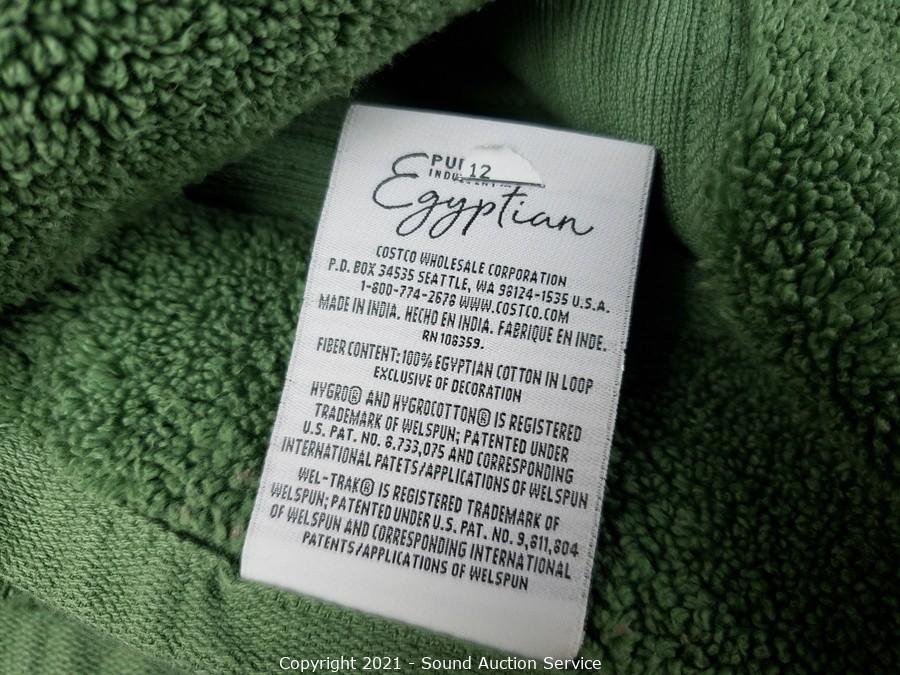 12
Egyptian
COSTCO WHOLESALE CORPORATION
P.O. BOX 34535 SEATTLE, WA 98124-1535 U.S.A.
1-800-774-2678 WWW.COSTCO.COM
MADE IN INDIA. HECHO EN INDIA. FABRIQUE EN INDE.
RN 108359.
FIBER CONTENT: 100% EGYPTIAN COTTON IN LOOP
EXCLUSIVE OF DECORATION
HYGRO® AND HYGROCOTTON® IS REGISTERED
TRADEMARK OF WELSPUN; PATENTED UNDER
U.S. PAT. NO. 8,733,075 AND CORRESPONDING
INTERNATIONAL PATETS/APPLICATIONS OF WELSPUN
WEL-TRAK® IS REGISTERED TRADEMARK OF
WELSPUN; PATENTED UNDER U.S. PAT. NO. 9,811,804
OF WELSPUN AND CORRESPONDING INTERNATIONAL
PATENTS/APPLICATIONS OF WELSPUN
Copyright 2021 - Sound Auction Service